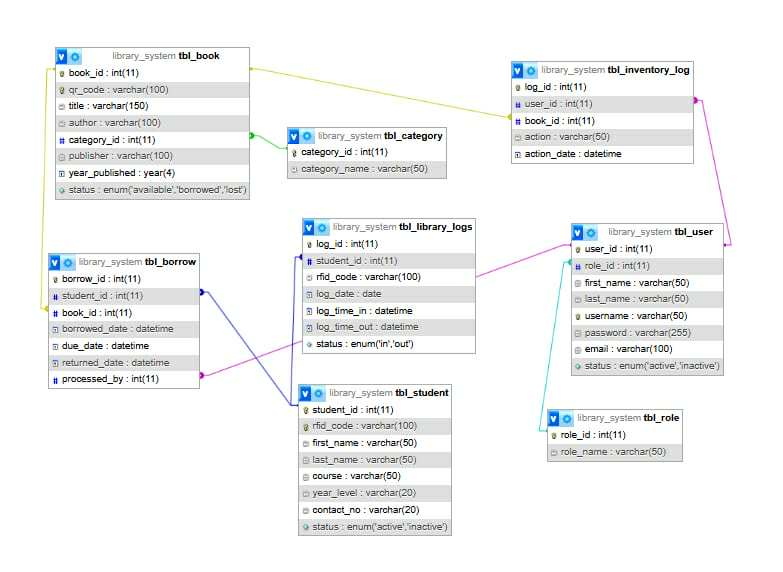 library_system tbl_book
book_id : int(11)
qr_code : varchar(100)
title : varchar(150)
author : varchar(100)
category_id : int(11)
publisher : varchar(100)
year_published : year(4)
status : enum('available','borrowed','lost')
library_system tbl_inventory_log
log_id : int(11)
user_id : int(11)
book_id : int(11)
action : varchar(50)
action_date : datetime
library_system tbl_category
category_id : int(11)
category_name : varchar(50)
library_system tbl_library_logs
log_id : int(11)
student_id : int(11)
rfid_code : varchar(100)
log_date : date
log_time_in : datetime
log_time_out : datetime
status : enum('in','out')
library_system tbl_user
user_id : int(11)
role_id : int(11)
first_name : varchar(50)
last_name : varchar(50)
username : varchar(50)
password : varchar(255)
email : varchar(100)
status : enum('active','inactive')
library_system tbl_borrow
borrow_id : int(11)
student_id : int(11)
book_id : int(11)
borrowed_date : datetime
due_date : datetime
returned_date : datetime
processed_by : int(11)
library_system tbl_student
student_id : int(11)
rfid_code : varchar(100)
first_name : varchar(50)
last_name : varchar(50)
course : varchar(50)
year_level : varchar(20)
contact_no : varchar(20)
status : enum('active','inactive')
library_system tbl_role
role_id : int(11)
role_name : varchar(50)